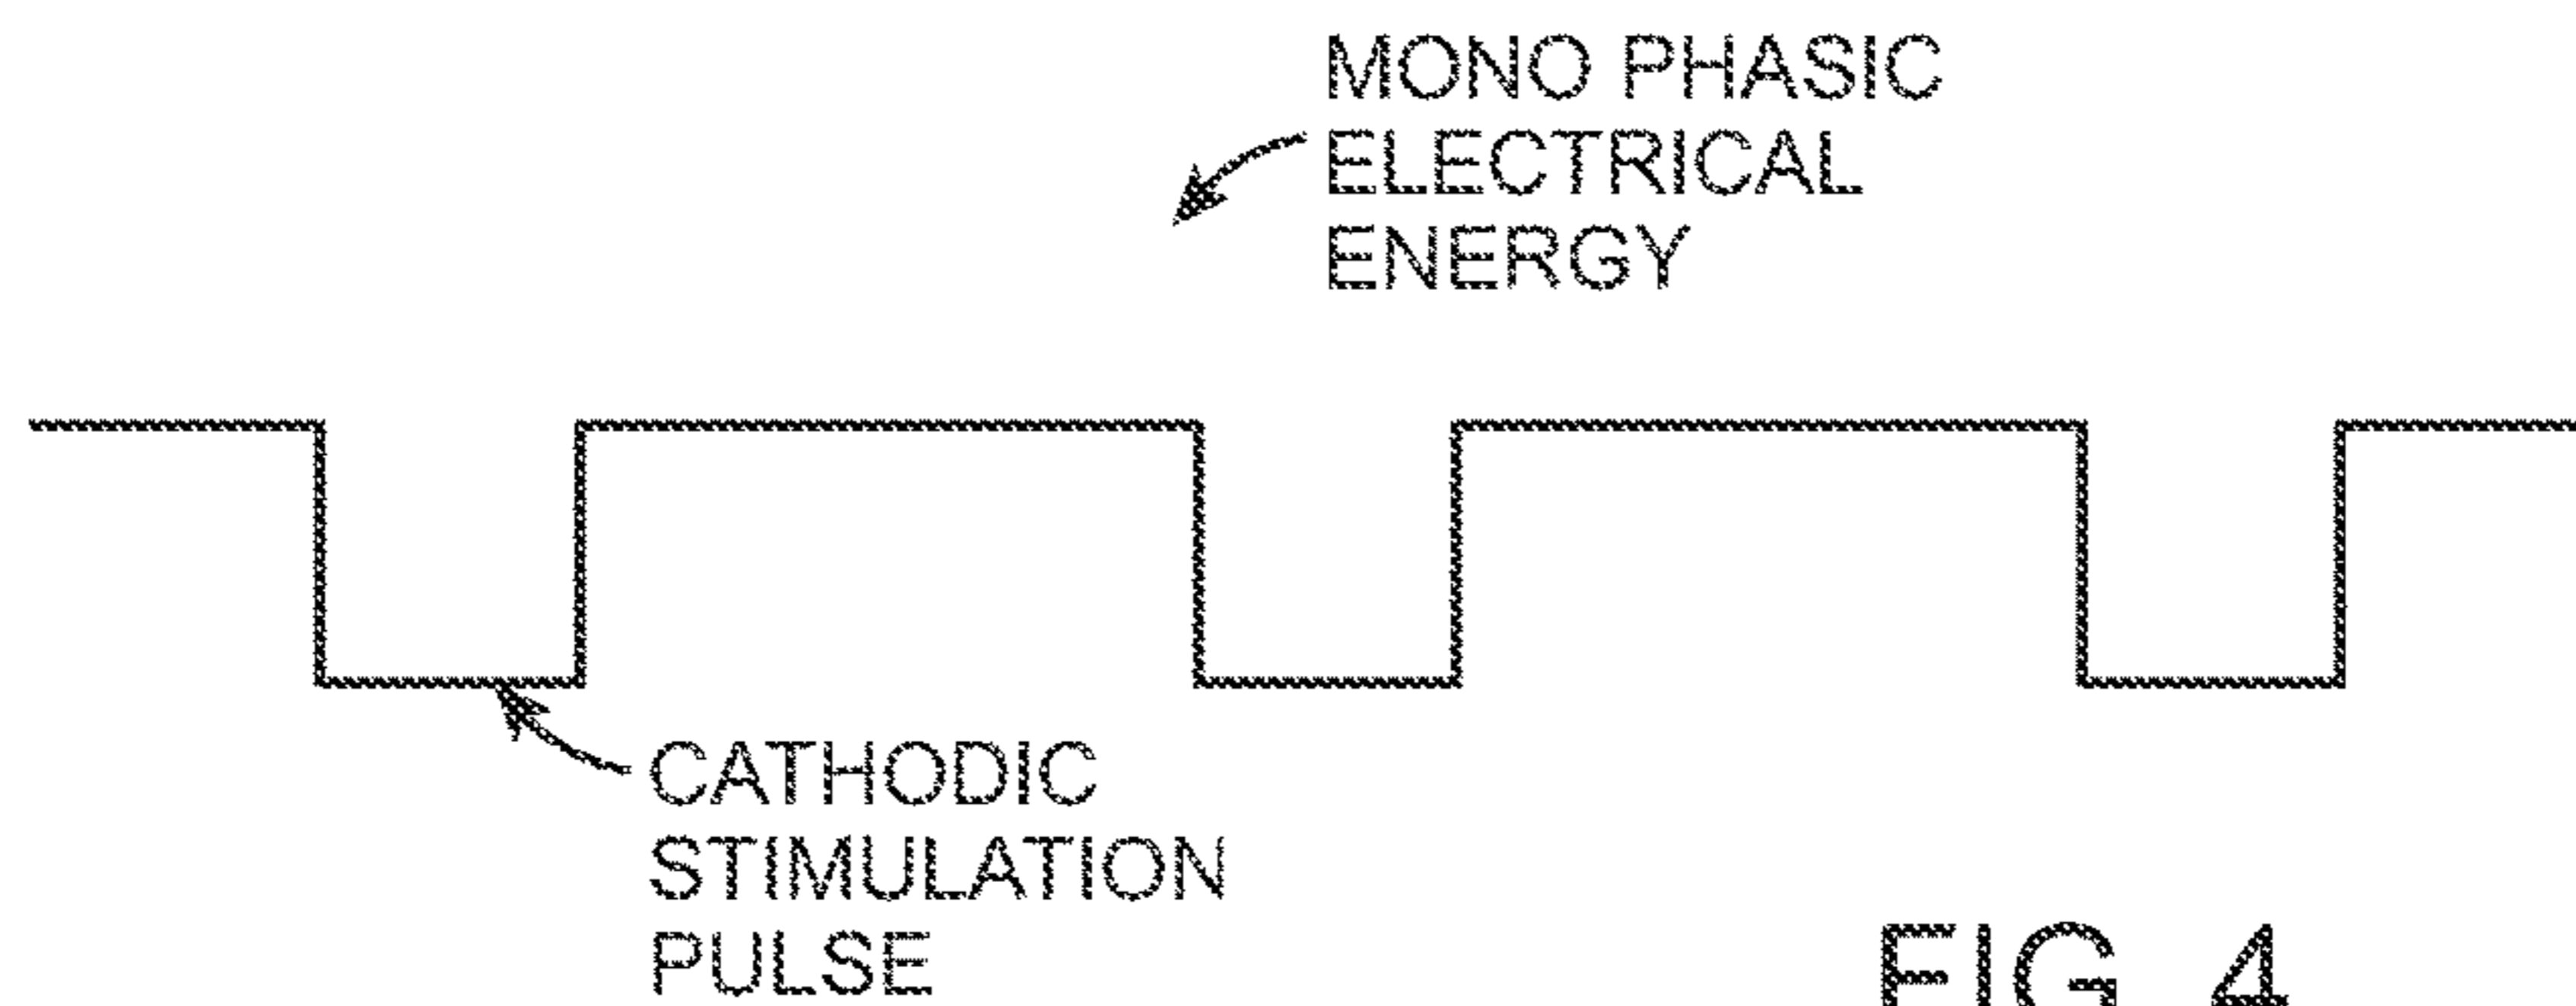 MONO PHASIC
ELECTRICAL
ENERGY
CATHODIC
STIMULATION
PULSE
FIG. 4